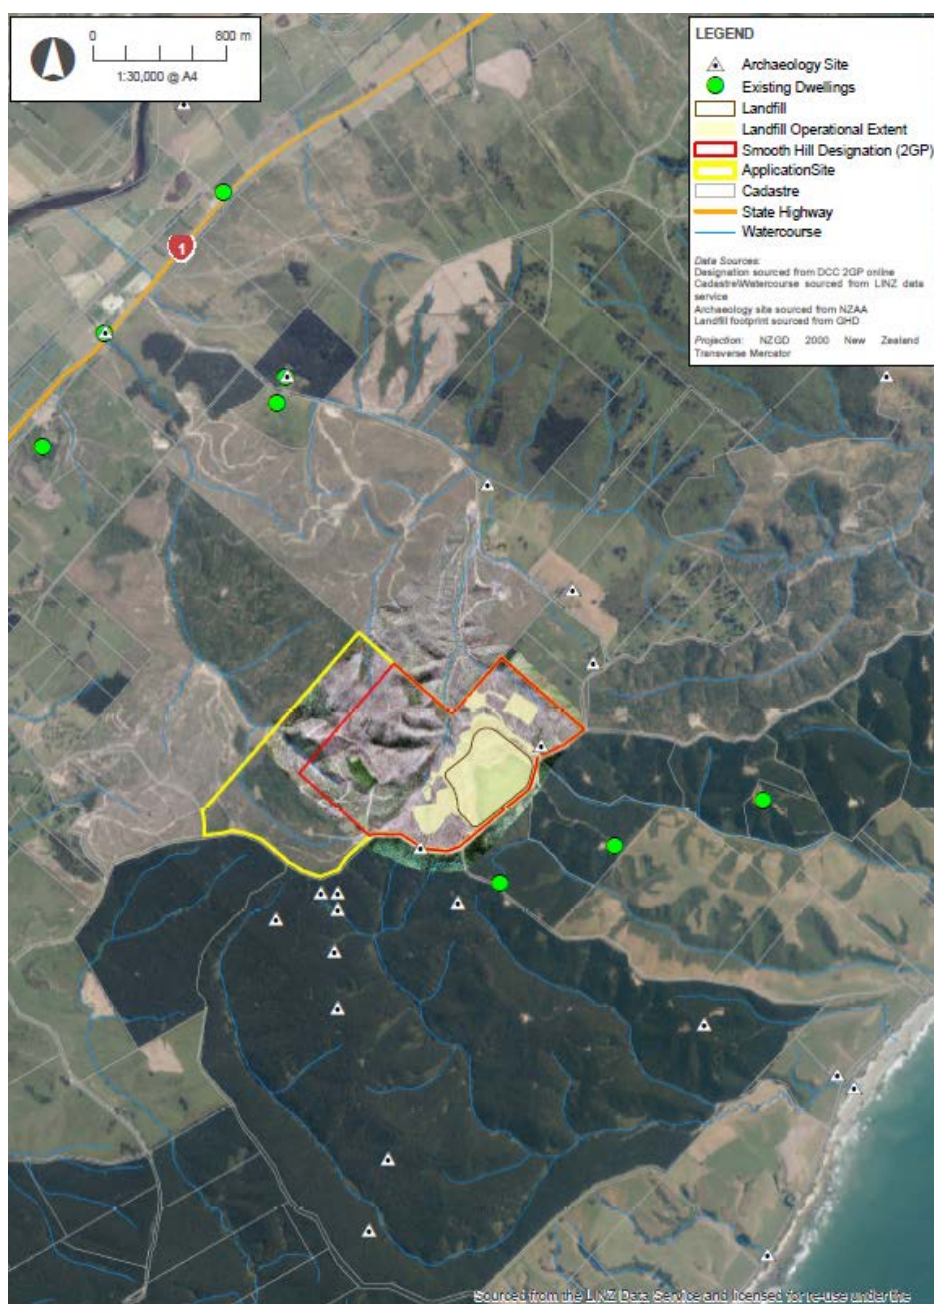 0 800 m
1:30,000 @ A4
LEGEND
Archaeology Site
Existing Dwellings
Landfill
Landfill Operational Extent
Smooth Hill Designation (2GP)
ApplicationSite
Cadastre
State Highway
Watercourse
Data Sources:
Designation sourced from DCC 2GP online
Cadastre\Watercourse sourced from LINZ data
service
Archaeology site sourced from NZAA
Landfill footprint sourced from GHD
Projection: NZGD 2000 New Zealand
Transverse Mercator
1
Sourced from the LINZ Data Service and licensed for re-use under the